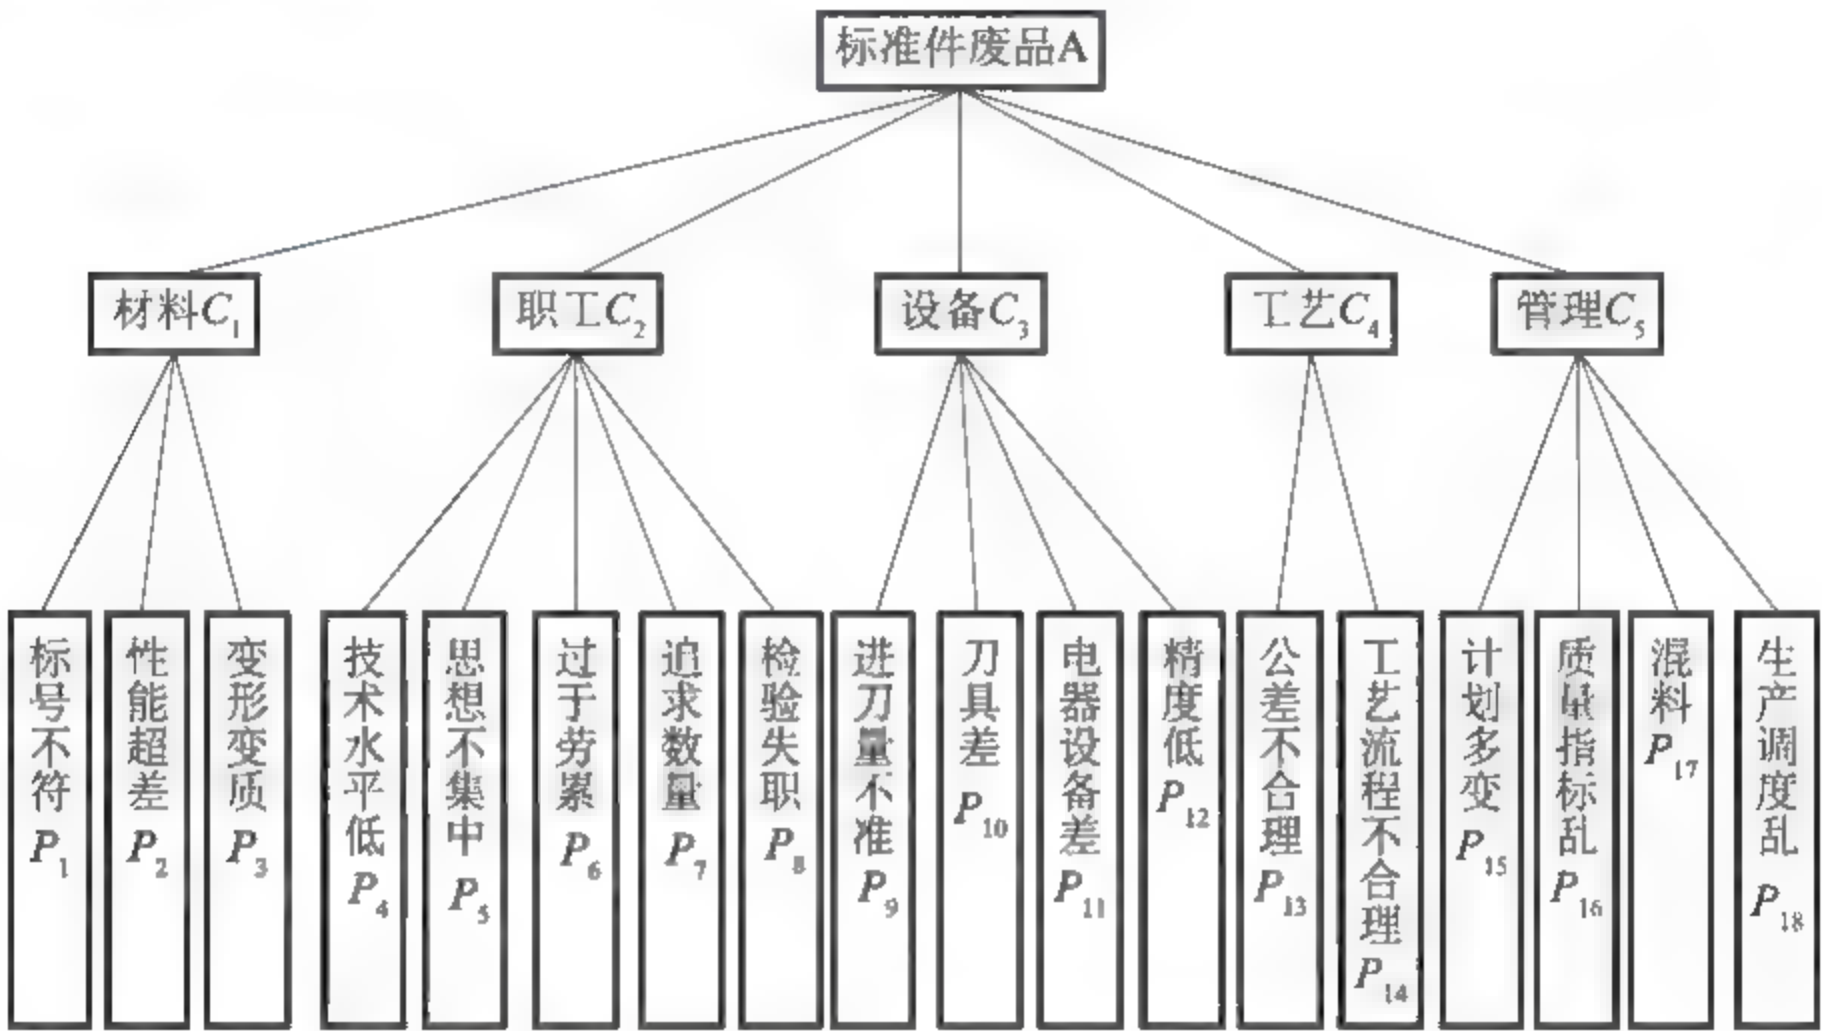 标准件废品A
材料C₁
职工C₂
设备C₃
工艺C₄
管理C₅
标号不符P₁
性能超差P₂
变形变质P₃
技术水平低P₄
思想不集中P₅
过于劳累P₆
追求数量P₇
检验失职P₈
进刀量不准P₉
刀具差P₁₀
电器设备差P₁₁
精度低P₁₂
公差不合理P₁₃
工艺流程不合理P₁₄
计划多变P₁₅
质量指标乱P₁₆
混料P₁₇
生产调度乱P₁₈